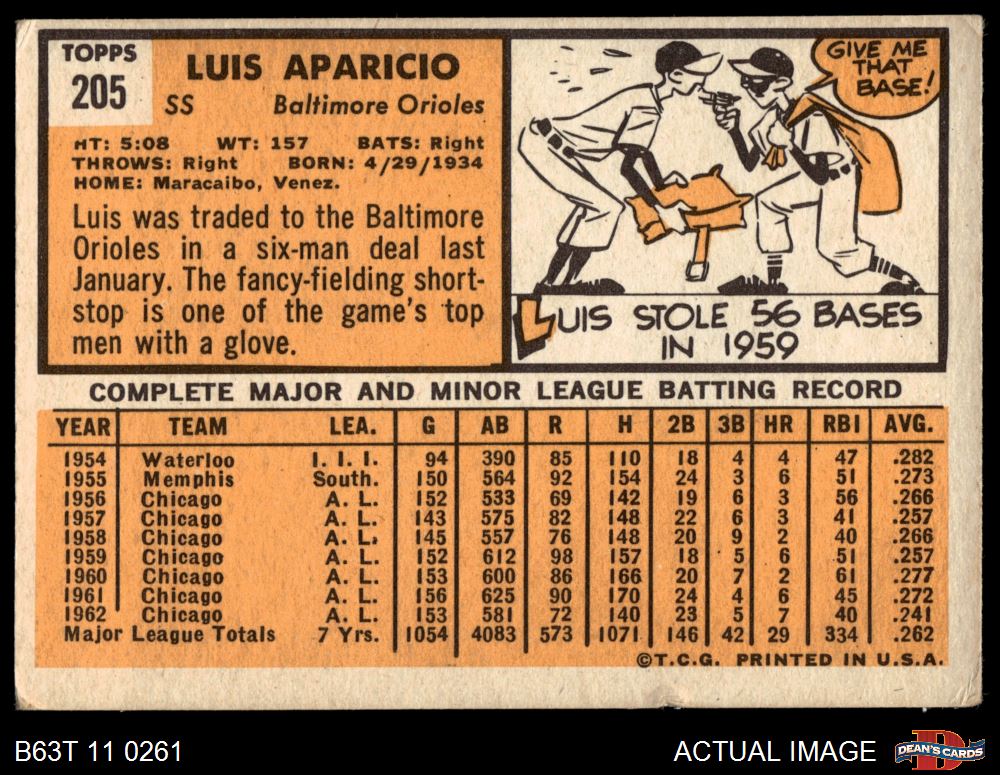 TOPPS
205
LUIS APARICIO
SS Baltimore Orioles
HT: 5:08 WT: 157 BATS: Right
THROWS: Right BORN: 4/29/1934
HOME: Maracaibo, Venez.
Luis was traded to the Baltimore
Orioles in a six-man deal last
January. The fancy-fielding short-
stop is one of the game's top
men with a glove.
GIVE ME
THAT
BASE!
LUIS STOLE 56 BASES
IN 1959
COMPLETE MAJOR AND MINOR LEAGUE BATTING RECORD
YEAR TEAM LEA. G AB R H 2B 3B HR RBI AVG.
1954 Waterloo I. I. I. 94 390 85 110 18 4 4 47 .282
1955 Memphis South. 150 564 92 154 24 3 6 51 .273
1956 Chicago A. L. 152 533 69 142 19 6 3 56 .266
1957 Chicago A. L. 143 575 82 148 22 6 3 41 .257
1958 Chicago A. L. 145 557 76 148 20 9 2 40 .266
1959 Chicago A. L. 152 612 98 157 18 5 6 51 .257
1960 Chicago A. L. 153 600 86 166 20 7 2 61 .277
1961 Chicago A. L. 156 625 90 170 24 4 6 45 .272
1962 Chicago A. L. 153 581 72 140 23 5 7 40 .241
Major League Totals 7 Yrs. 1054 4083 573 1071 146 42 29 334 .262
©T.C.G. PRINTED IN U.S.A.
B63T 11 0261
ACTUAL IMAGE
DEAN'S CARDS